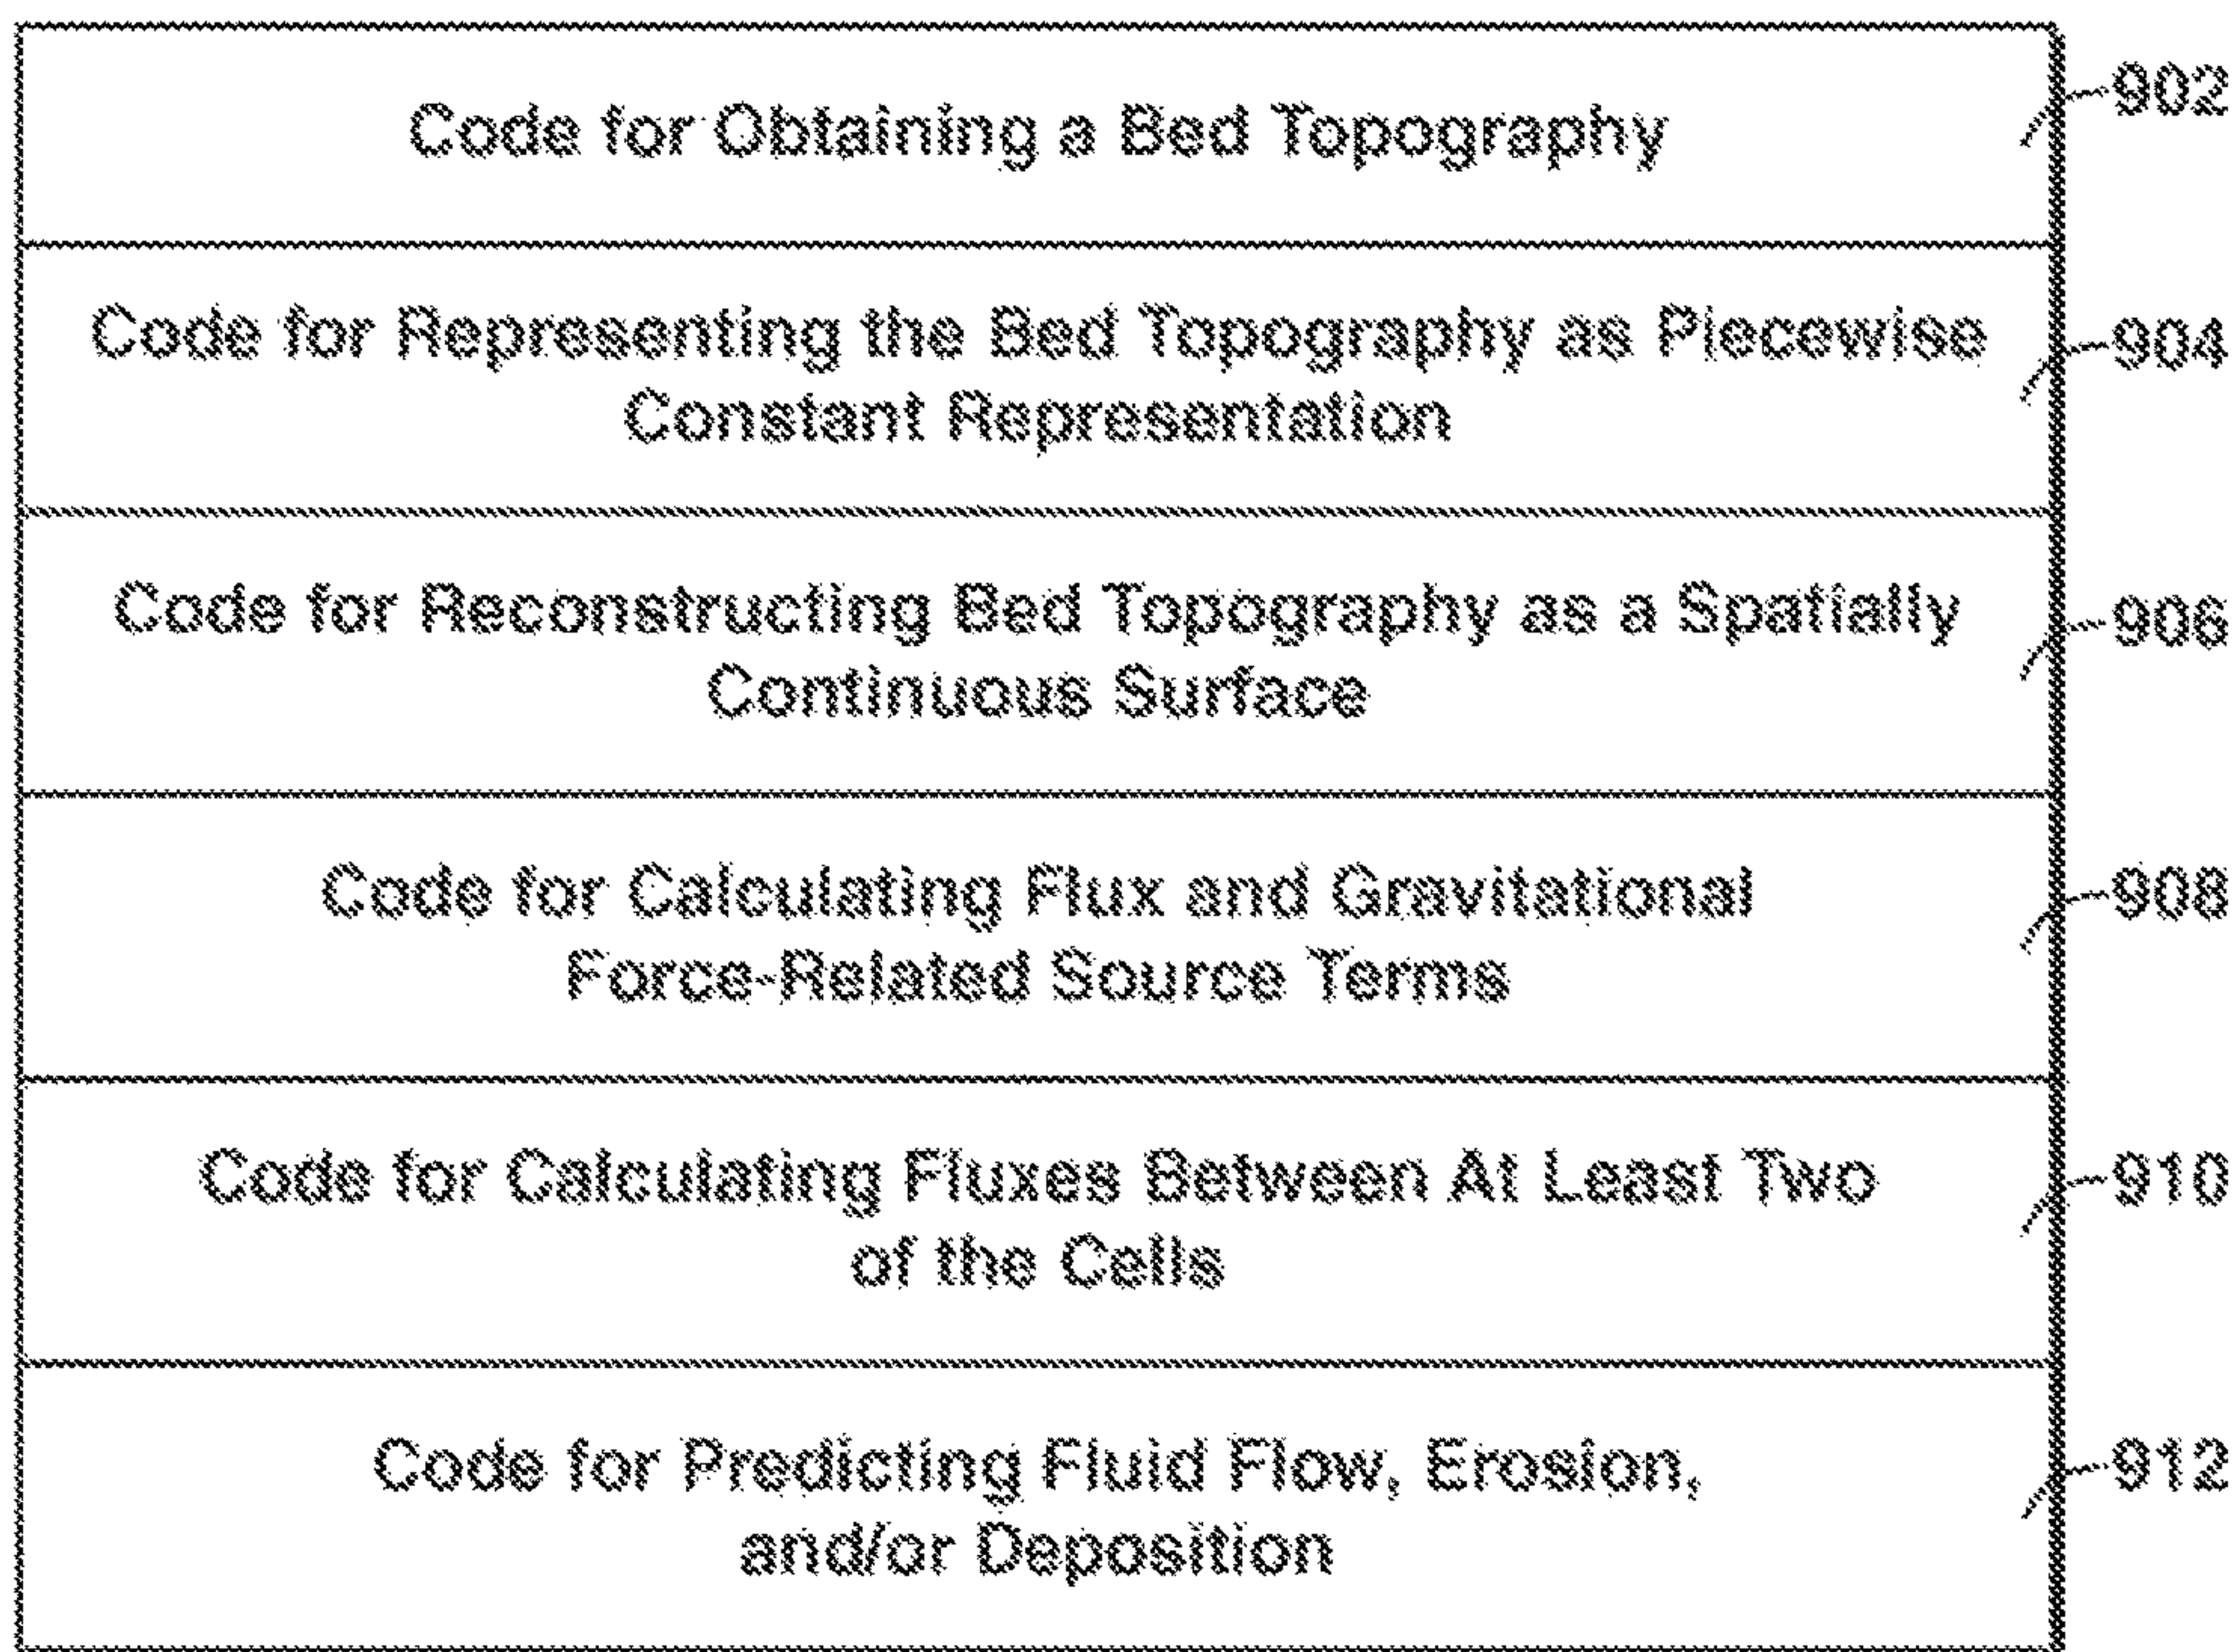 Code for Obtaining a Bed Topography
902
Code for Representing the Bed Topography as Piecewise
Constant Representation
904
Code for Reconstructing Bed Topography as a Spatially
Continuous Surface
906
Code for Calculating Flux and Gravitational
Force-Related Source Terms
908
Code for Calculating Fluxes Between At Least Two
of the Cells
910
Code for Predicting Fluid Flow, Erosion,
and/or Deposition
912